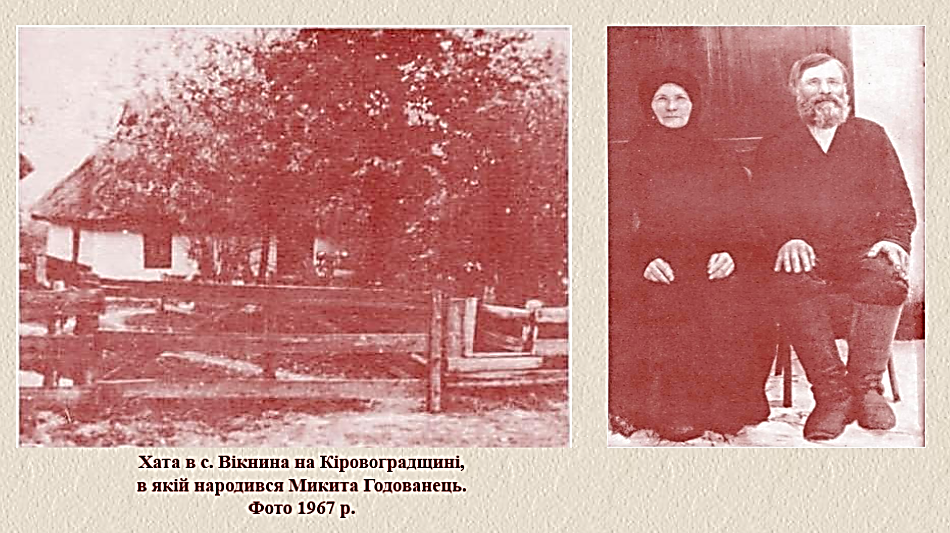 Хата в с. Вікнина на Кіровоградщині,
в якій народився Микита Годованець.
Фото 1967 р.